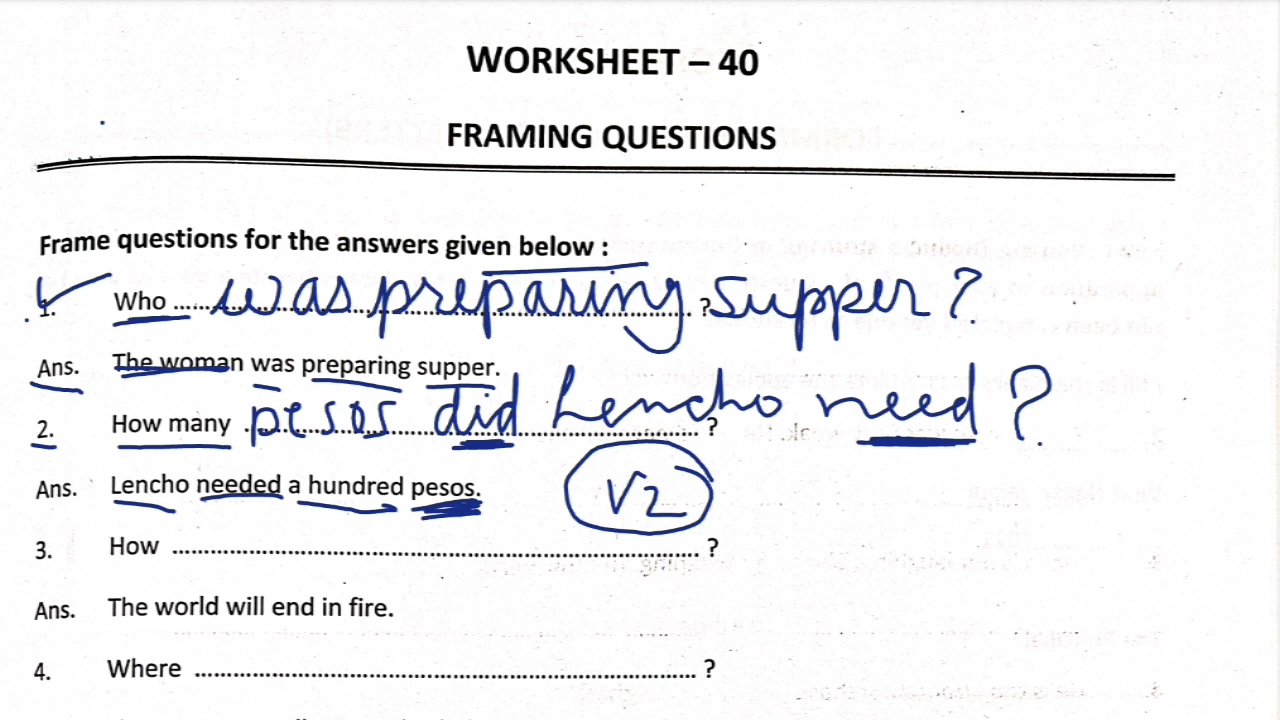 WORKSHEET – 40
FRAMING QUESTIONS
Frame questions for the answers given below :
1. Who ........ was preparing ........ ? supper?
Ans. The woman was preparing supper.
2. How many ........ pesos did Lencho need ? ........ ?
Ans. Lencho needed a hundred pesos. V2
3. How ........ ?
Ans. The world will end in fire.
4. Where ........ ?